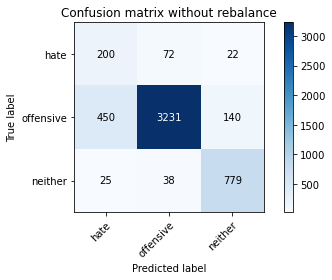 Confusion matrix without rebalance
True label
hate
200 72 22
offensive
450 3231 140
neither
25 38 779
hate
offensive
neither
Predicted label
3000
2500
2000
1500
1000
500